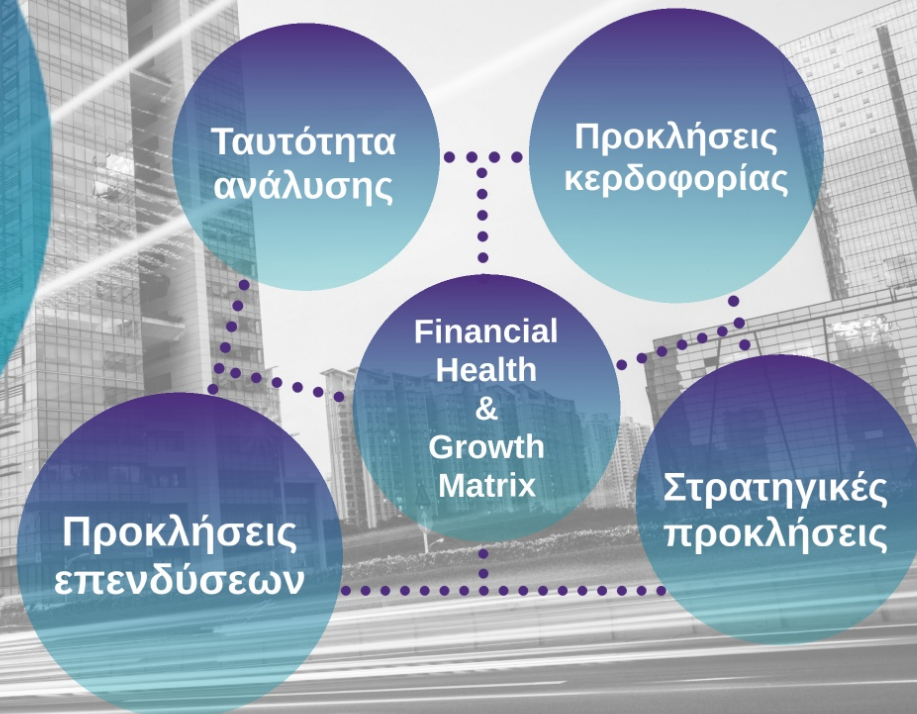 Ταυτότητα
ανάλυσης
Προκλήσεις
κερδοφορίας
Financial
Health
&
Growth
Matrix
Προκλήσεις
επενδύσεων
Στρατηγικές
προκλήσεις